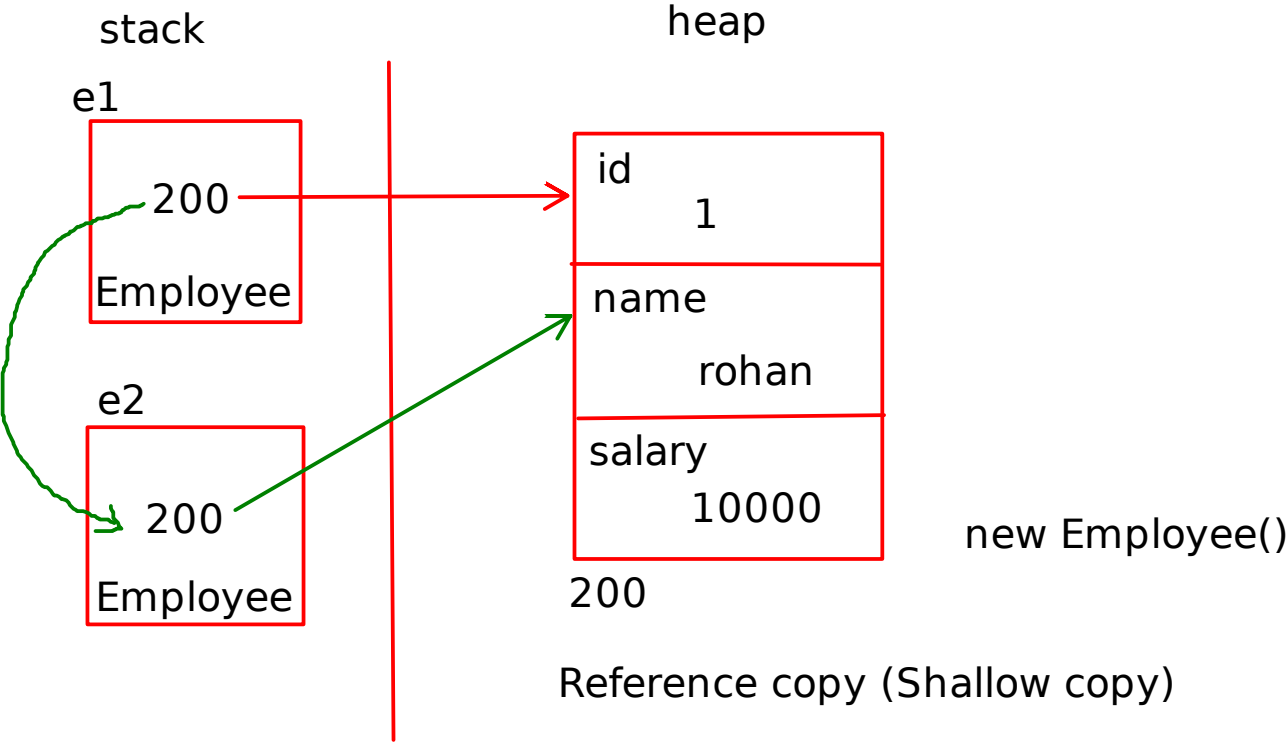 stack
heap
e1
200
Employee
e2
200
Employee
id
1
name
rohan
salary
10000
200
new Employee()
Reference copy (Shallow copy)